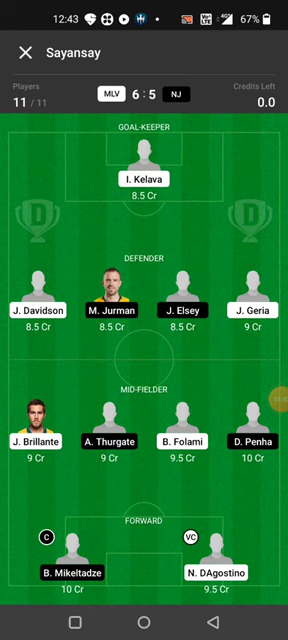 12:43
67%
Sayansay
Players
Credits Left
11 / 11
MLV 6 : 5 NJ
0.0
GOAL-KEEPER
I. Kelava
8.5 Cr
DEFENDER
J. Davidson M. Jurman J. Elsey J. Geria
8.5 Cr 8.5 Cr 8.5 Cr 9 Cr
MID-FIELDER
J. Brillante A. Thurgate B. Folami D. Penha
9 Cr 9 Cr 9.5 Cr 10 Cr
FORWARD
C VC
B. Mikeltadze N. DAgostino
10 Cr 9.5 Cr